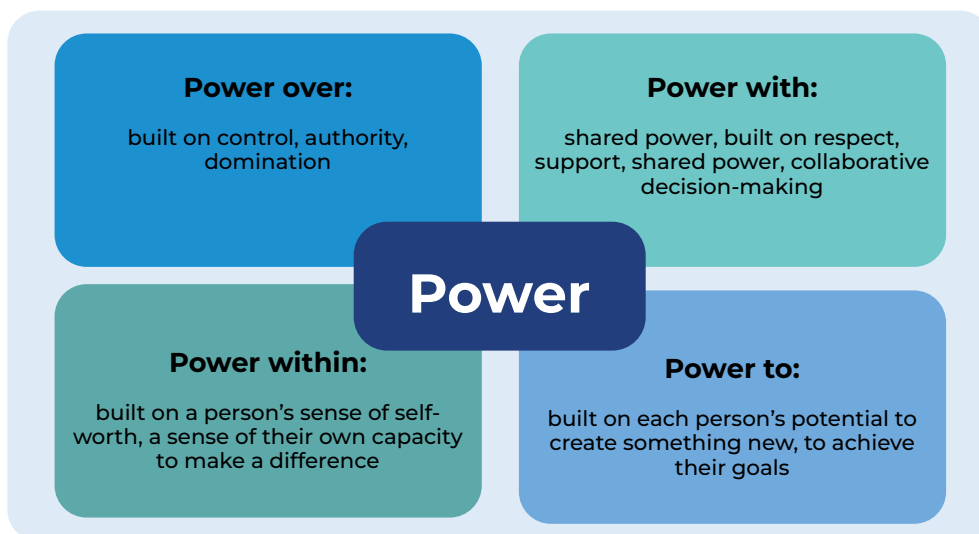 Power over:
built on control, authority,
domination
Power with:
shared power, built on respect,
support, shared power, collaborative
decision-making
Power
Power within:
built on a person’s sense of self-
worth, a sense of their own capacity
to make a difference
Power to:
built on each person’s potential to
create something new, to achieve
their goals